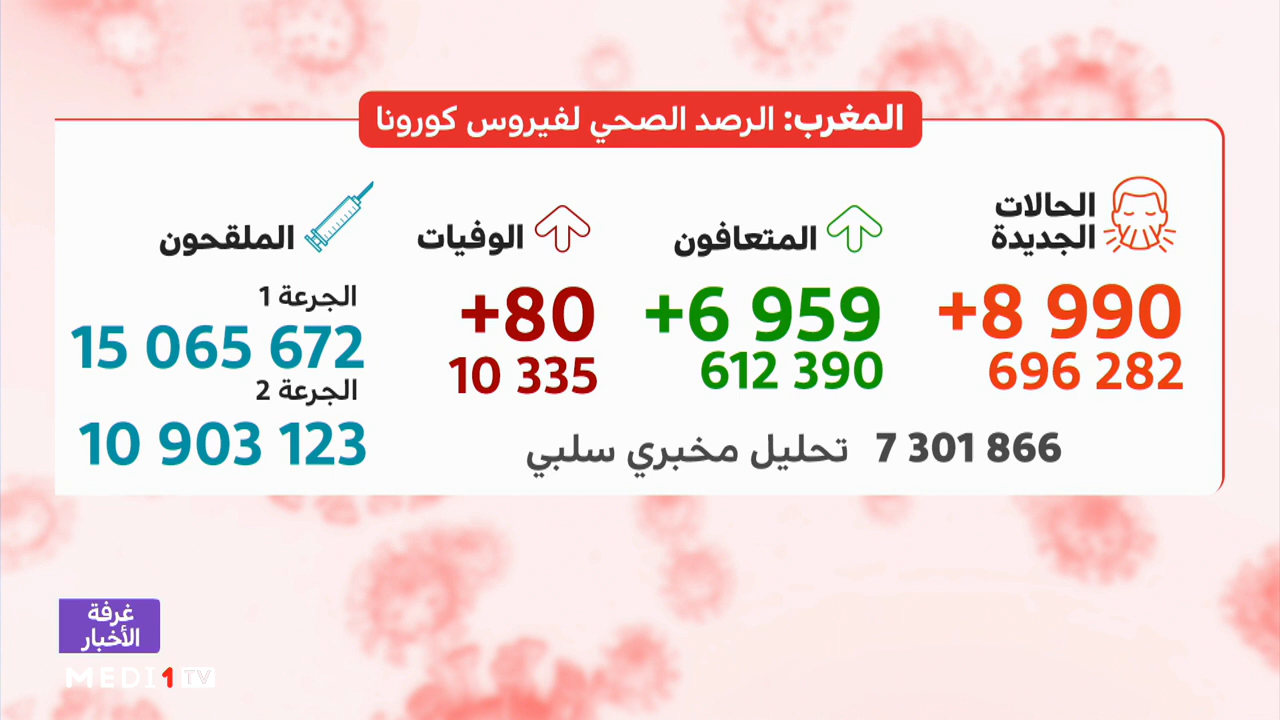 المغرب: الرصد الصحي لفيروس كورونا
الحالات
الجديدة
+8 990
696 282
المتعافون
+6 959
612 390
الوفيات
+80
10 335
الملقحون
الجرعة 1
15 065 672
الجرعة 2
10 903 123
7 301 866 تحليل مخبري سلبي
غرفة
الأخبار
MEDI1TV